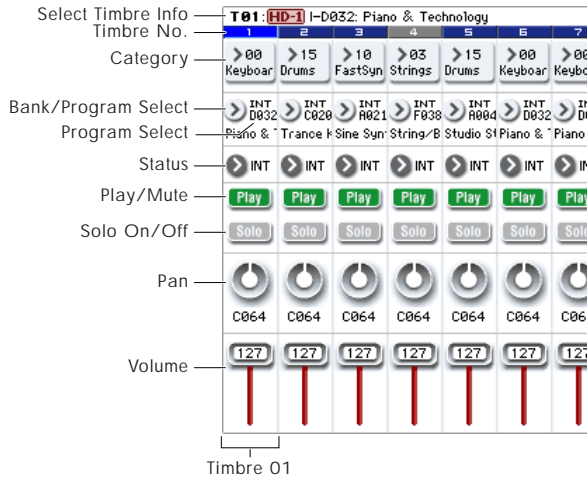 Select Timbre Info T01:HD-1 I-D032: Piano & Technology
Timbre No. 1 2 3 4 5 6 7
Category 00 15 10 03 15 00 00
Keyboar Drums FastSyn Strings Drums Keyboar Keybo
Bank/Program Select INT INT INT INT INT INT
D032 C020 A021 F038 A004 D032
Program Select Piano & Trance Sine Syn String/B Studio Piano & Piano
Status INT INT INT INT INT INT
Play/Mute Play Play Play Play Play Play Play
Solo On/Off Solo Solo Solo Solo Solo Solo Solo
Pan
C064 C064 C064 C064 C064 C064 C06
Volume 127 127 127 127 127 127 127
Timbre 01